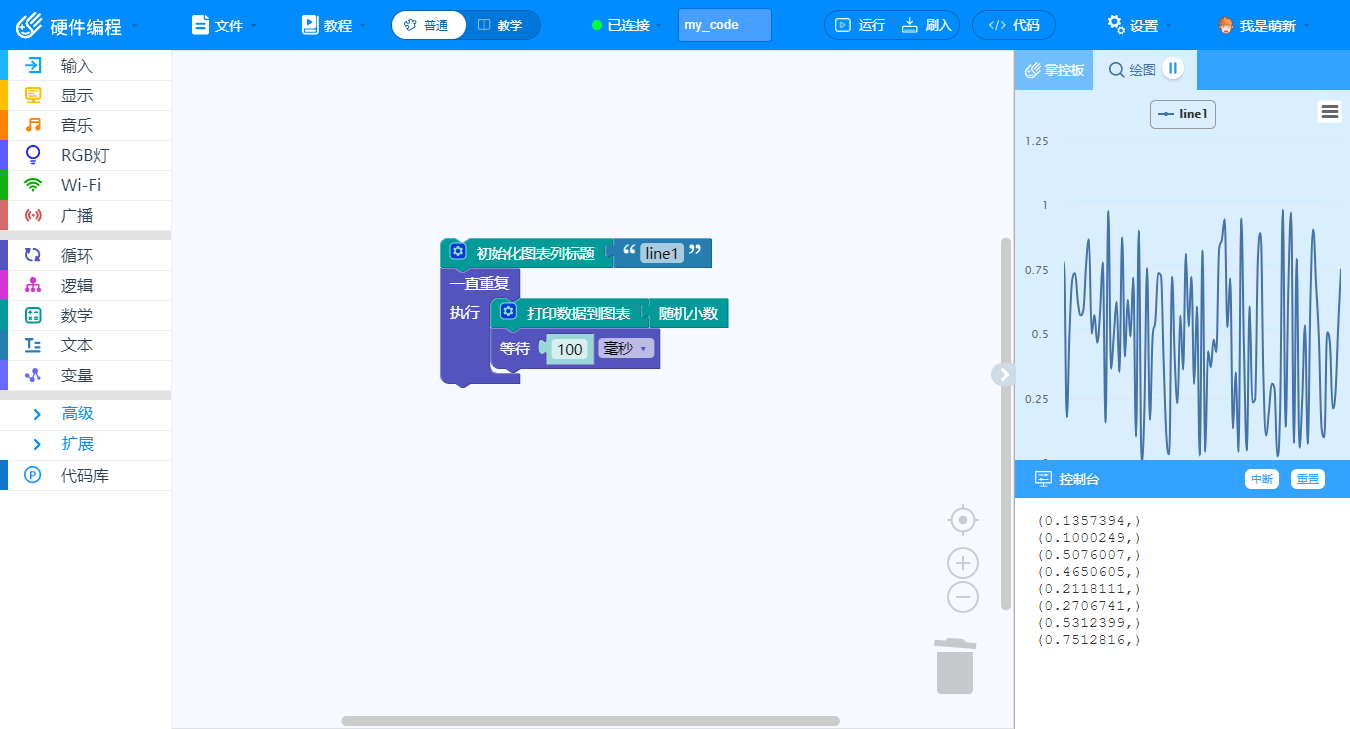 硬件编程
文件
教程
普通
教学
已连接
my_code
运行
刷入
代码
设置
我是萌新
输入
显示
音乐
RGB灯
Wi-Fi
广播
循环
逻辑
数学
文本
变量
高级
扩展
代码库
初始化图表列标题 “ line1 ”
一直重复
执行 打印数据到图表 随机小数
等待 100 毫秒
掌控板
绘图
line1
1.25
1
0.75
0.5
0.25
控制台
中断
重置
(0.1357394,)
(0.1000249,)
(0.5076007,)
(0.4650605,)
(0.2118111,)
(0.2706741,)
(0.5312399,)
(0.7512816,)